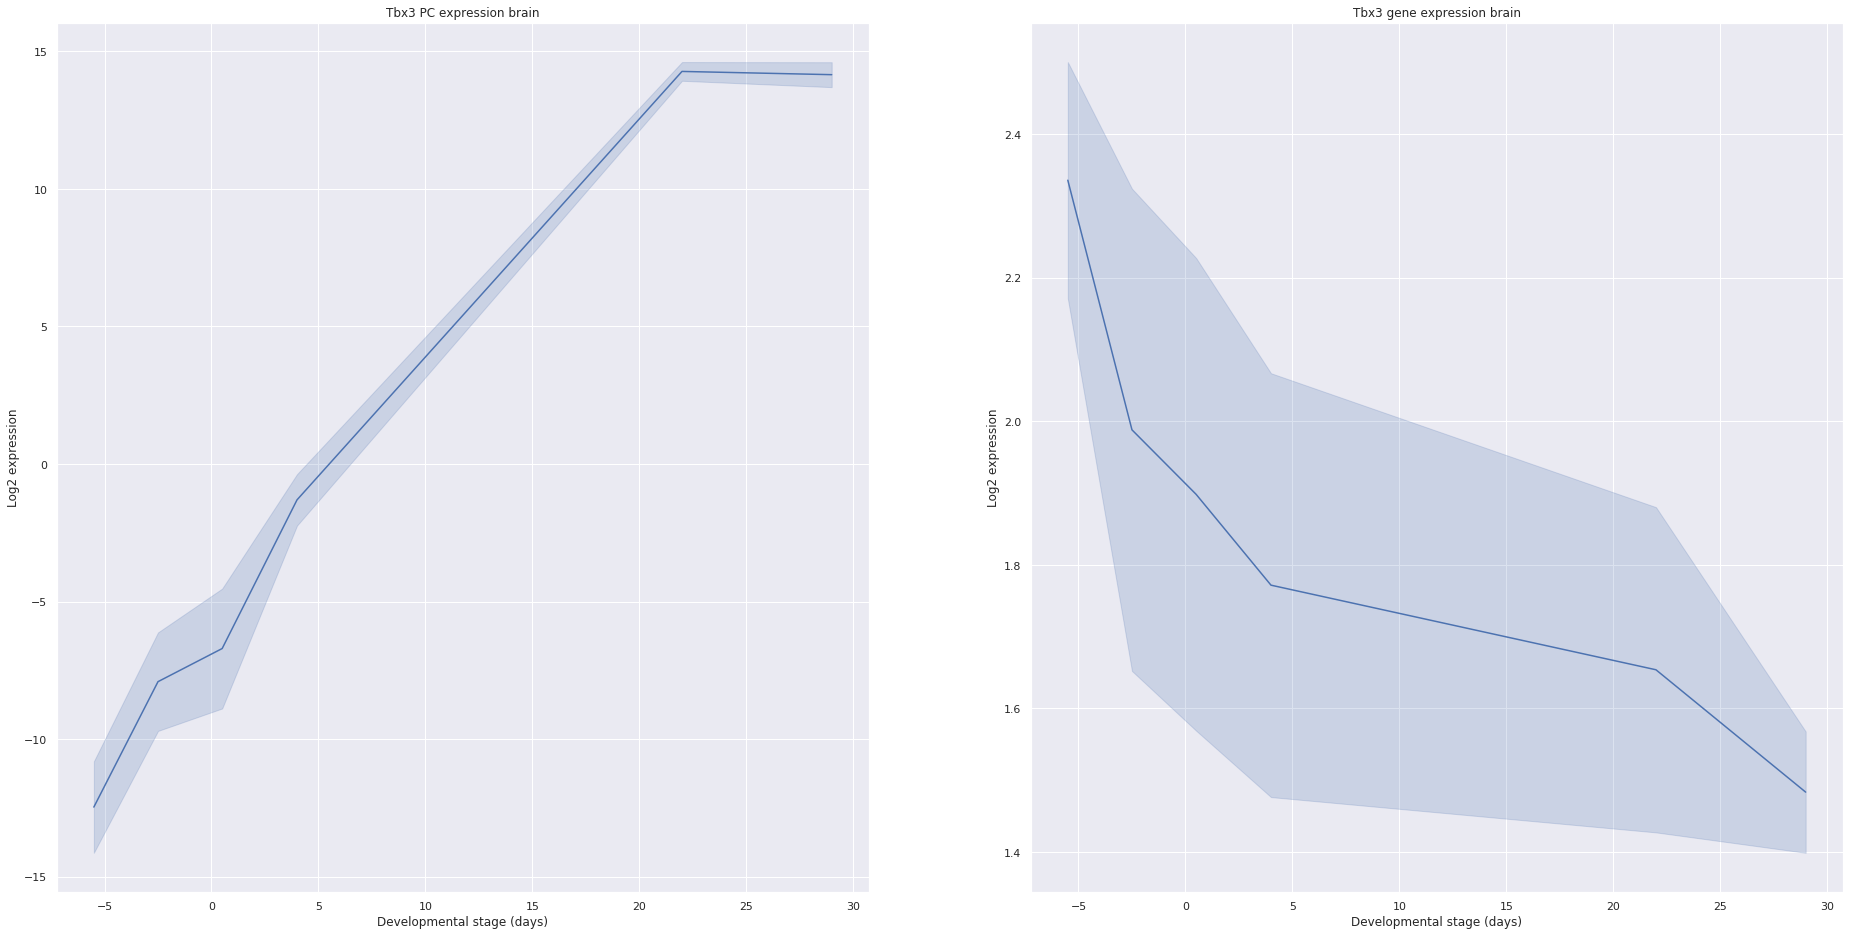 Tbx3 PC expression brain
15
10
5
0
−5
−10
−15
Log2 expression
−5 0 5 10 15 20 25 30
Developmental stage (days)
Tbx3 gene expression brain
2.4
2.2
2.0
1.8
1.6
1.4
Log2 expression
−5 0 5 10 15 20 25 30
Developmental stage (days)